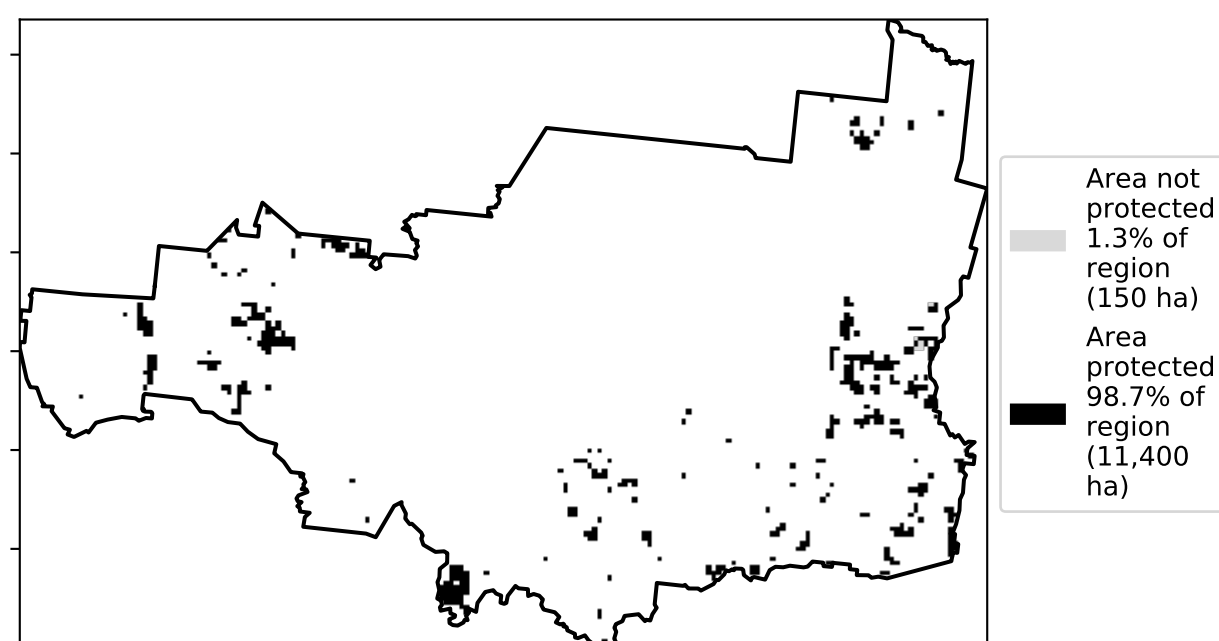 Area not
protected
1.3% of
region
(150 ha)
Area
protected
98.7% of
region
(11,400
ha)